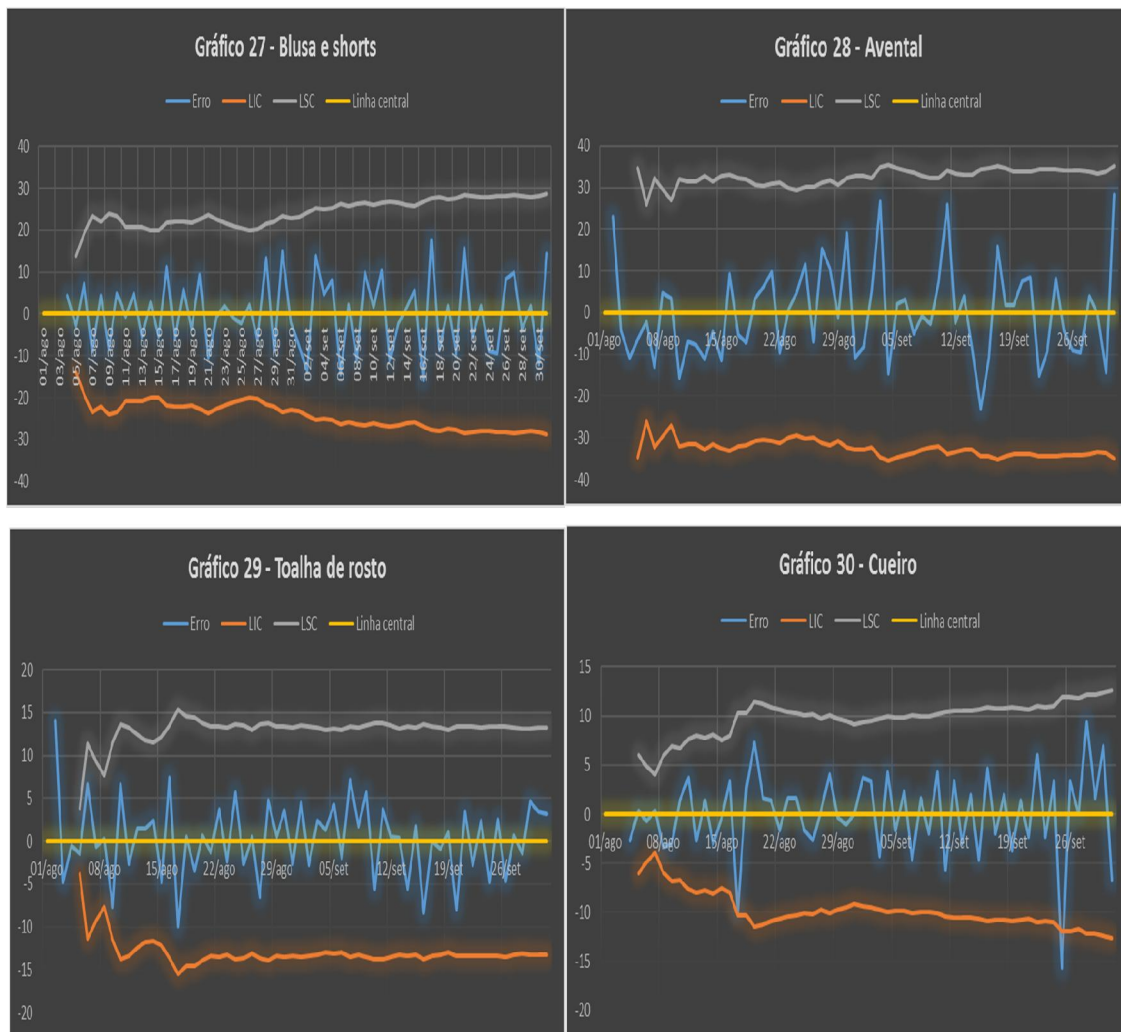 Gráfico 27 - Blusa e shorts
Erro LIC LSC Linha central
40
30
20
10
0
-10
-20
-30
-40
01/ago 03/ago 05/ago 07/ago 09/ago 11/ago 13/ago 15/ago 17/ago 19/ago 21/ago 23/ago 25/ago 27/ago 29/ago 31/ago 02/set 04/set 06/set 08/set 10/set 12/set 14/set 16/set 18/set 20/set 22/set 24/set 26/set 28/set 30/set
Gráfico 28 - Avental
Erro LIC LSC Linha central
40
30
20
10
0
-10
-20
-30
-40
01/ago 08/ago 15/ago 22/ago 29/ago 05/set 12/set 19/set 26/set
Gráfico 29 - Toalha de rosto
Erro LIC LSC Linha central
20
15
10
5
0
-5
-10
-15
-20
01/ago 08/ago 15/ago 22/ago 29/ago 05/set 12/set 19/set 26/set
Gráfico 30 - Cueiro
Erro LIC LSC Linha central
15
10
5
0
-5
-10
-15
-20
01/ago 08/ago 15/ago 22/ago 29/ago 05/set 12/set 19/set 26/set